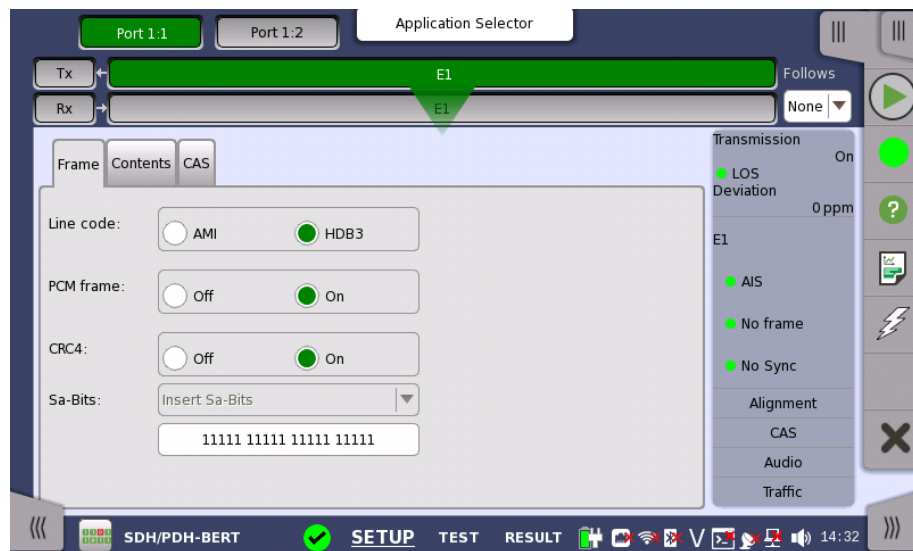 Application Selector
Port 1:1
Port 1:2
Tx
E1
Follows
Rx
E1
None
Frame
Contents
CAS
Line code:
AMI
HDB3
PCM frame:
Off
On
CRC4:
Off
On
Sa-Bits:
Insert Sa-Bits
11111 11111 11111 11111
Transmission
On
LOS
Deviation
0 ppm
E1
AIS
No frame
No Sync
Alignment
CAS
Audio
Traffic
SDH/PDH-BERT
SETUP
TEST
RESULT
V
14:32